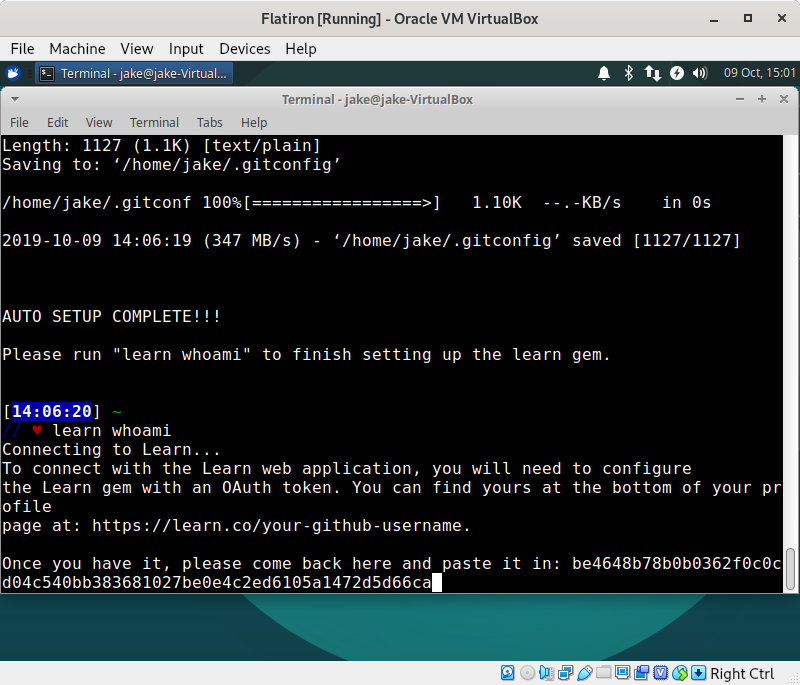 Flatiron [Running] - Oracle VM VirtualBox
File Machine View Input Devices Help
Terminal - jake@jake-Virtual... 09 Oct, 15:01
Terminal - jake@jake-VirtualBox
File Edit View Terminal Tabs Help
Length: 1127 (1.1K) [text/plain]
Saving to: ‘/home/jake/.gitconfig’
/home/jake/.gitconf 100%[=================>] 1.10K --.-KB/s in 0s
2019-10-09 14:06:19 (347 MB/s) - ‘/home/jake/.gitconfig’ saved [1127/1127]
AUTO SETUP COMPLETE!!!
Please run "learn whoami" to finish setting up the learn gem.
[14:06:20] ~
// ♥ learn whoami
Connecting to Learn...
To connect with the Learn web application, you will need to configure
the Learn gem with an OAuth token. You can find yours at the bottom of your pr
ofile
page at: https://learn.co/your-github-username.
Once you have it, please come back here and paste it in: be4648b78b0b0362f0c0c
d04c540bb383681027be0e4c2ed6105a1472d5d66ca
Right Ctrl